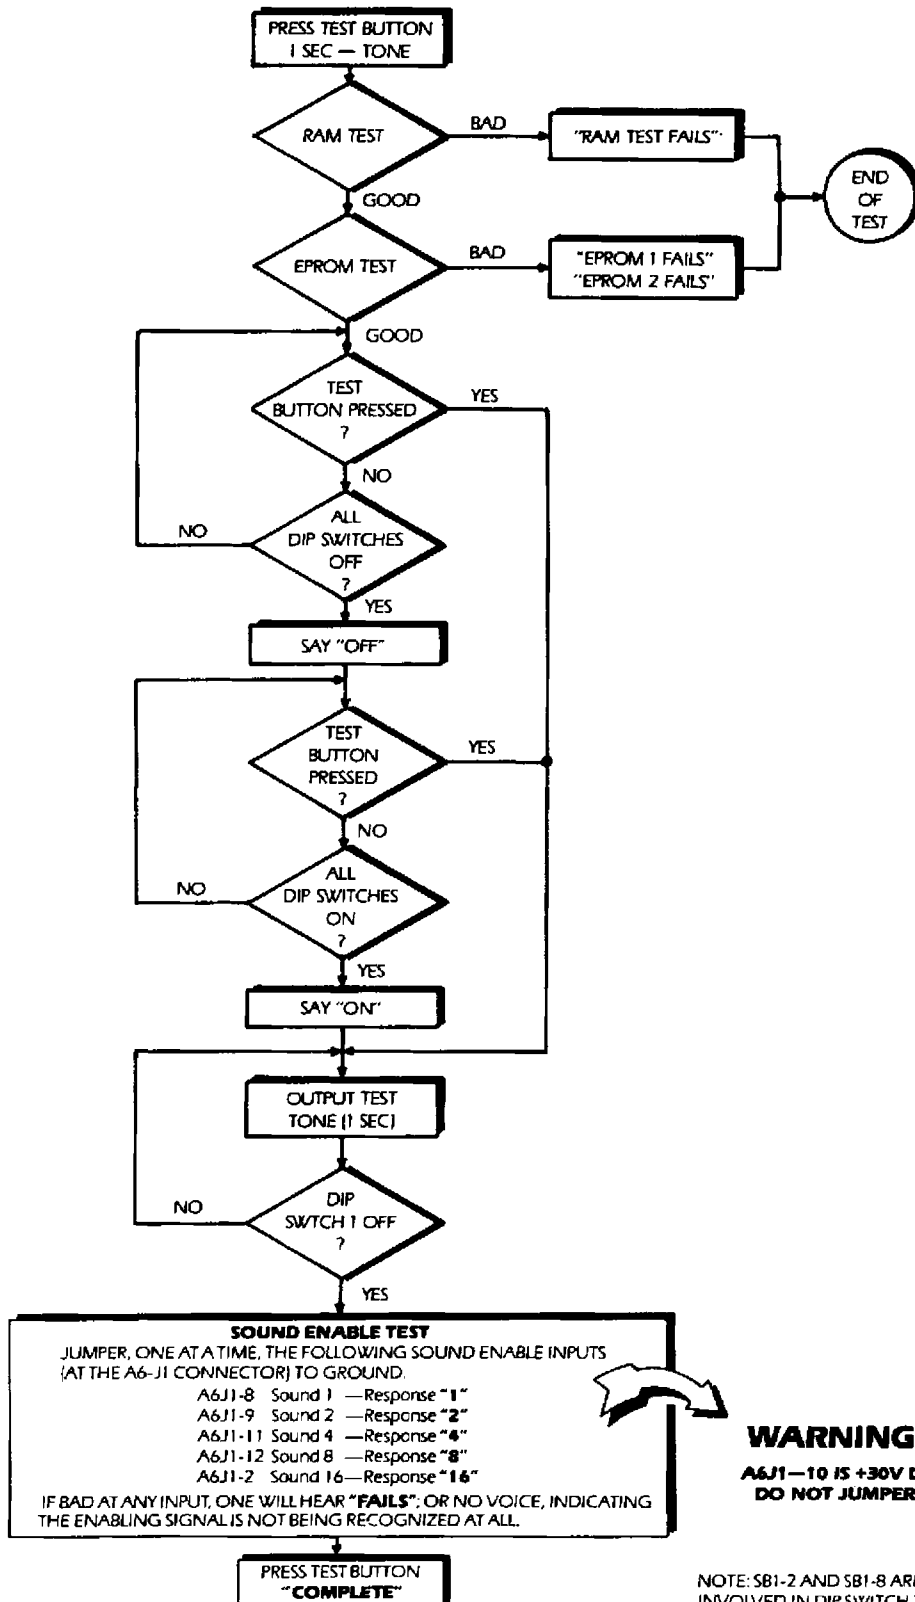 PRESS TEST BUTTON
1 SEC — TONE
RAM TEST
BAD
"RAM TEST FAILS"
END
OF
TEST
GOOD
EPROM TEST
BAD
"EPROM 1 FAILS"
"EPROM 2 FAILS"
GOOD
TEST
BUTTON PRESSED
?
YES
NO
ALL
DIP SWITCHES
OFF
?
NO
YES
SAY "OFF"
TEST
BUTTON
PRESSED
?
YES
NO
ALL
DIP SWITCHES
ON
?
NO
YES
SAY "ON"
OUTPUT TEST
TONE (1 SEC)
DIP
SWTCH 1 OFF
?
NO
YES
SOUND ENABLE TEST
JUMPER, ONE AT A TIME, THE FOLLOWING SOUND ENABLE INPUTS
(AT THE A6-J1 CONNECTOR) TO GROUND.
A6J1-8 Sound 1 —Response "1"
A6J1-9 Sound 2 —Response "2"
A6J1-11 Sound 4 —Response "4"
A6J1-12 Sound 8 —Response "8"
A6J1-2 Sound 16—Response "16"
IF BAD AT ANY INPUT, ONE WILL HEAR "FAILS"; OR NO VOICE, INDICATING
THE ENABLING SIGNAL IS NOT BEING RECOGNIZED AT ALL.
WARNING
A6J1—10 IS +30V D
DO NOT JUMPER
PRESS TEST BUTTON
"COMPLETE"
NOTE: SB1-2 AND SB1-8 ARE
INVOLVED IN DIP SWITCH